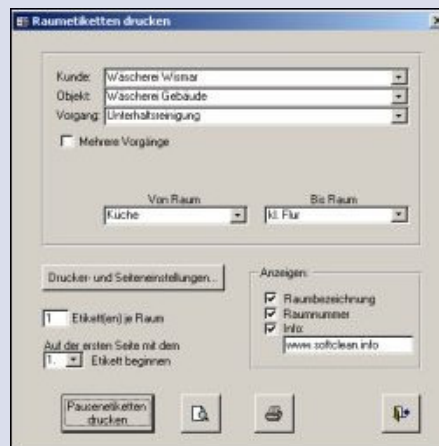 Raumetiketten drucken
Kunde: Wäscherei Wismar
Objekt: Wäscherei Gebäude
Vorgang: Unterhaltsreinigung
Mehrere Vorgänge
Von Raum Bis Raum
Küche kl. Flur
Drucker- und Seiteneinstellungen...
Anzeigen:
Raumbezeichnung
Raumnummer
Info:
www.softclean.info
1 Etikett(en) je Raum
Auf der ersten Seite mit dem
1. Etikett beginnen
Pausenetiketten
drucken